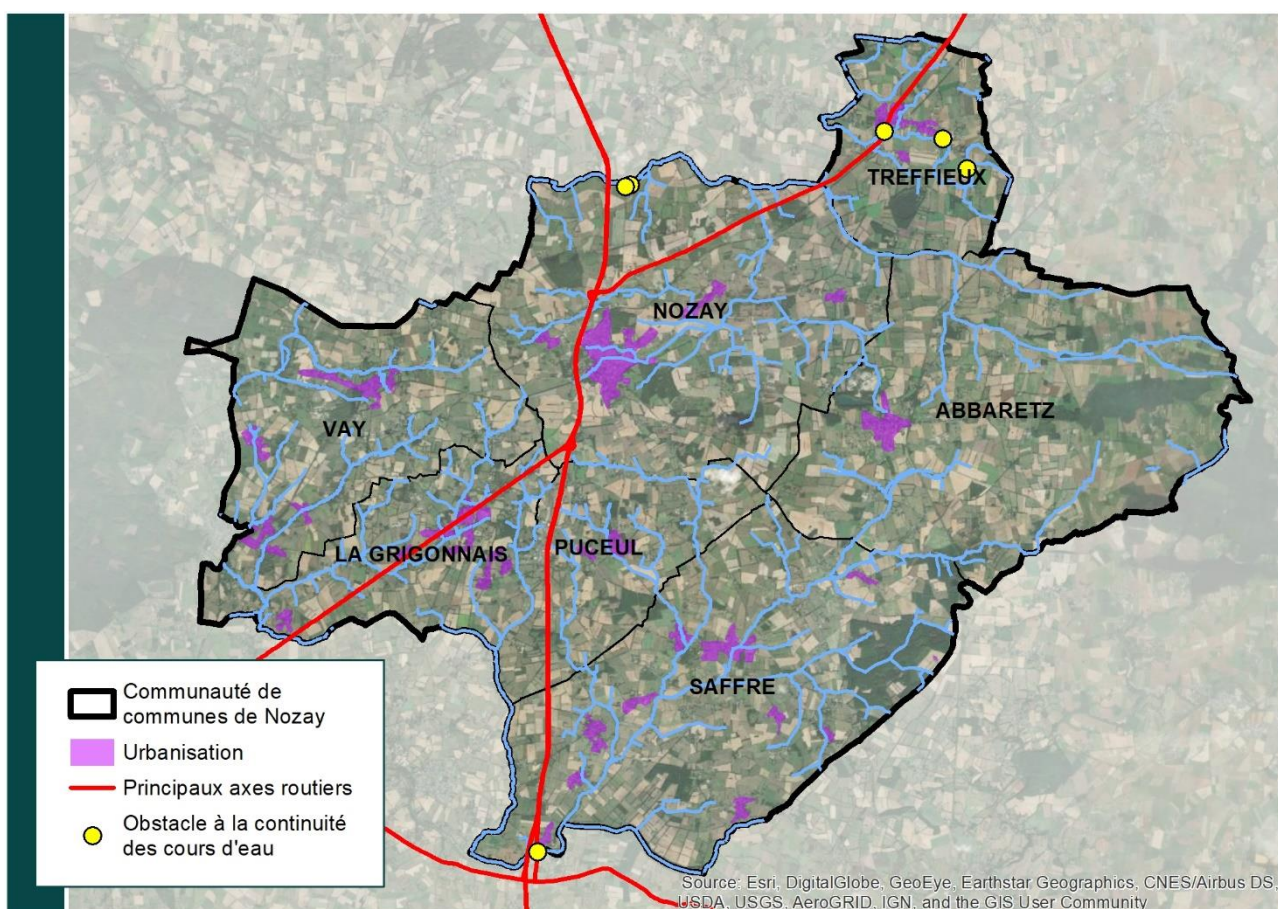 TREFFIEUX
NOZAY
ABBARETZ
VAY
LA GRIGONNAIS
PUCEUL
SAFFRE
Communauté de
communes de Nozay
Urbanisation
Principaux axes routiers
Obstacle à la continuité
des cours d'eau
Source: Esri, DigitalGlobe, GeoEye, Earthstar Geographics, CNES/Airbus DS,
USDA, USGS, AeroGRID, IGN, and the GIS User Community